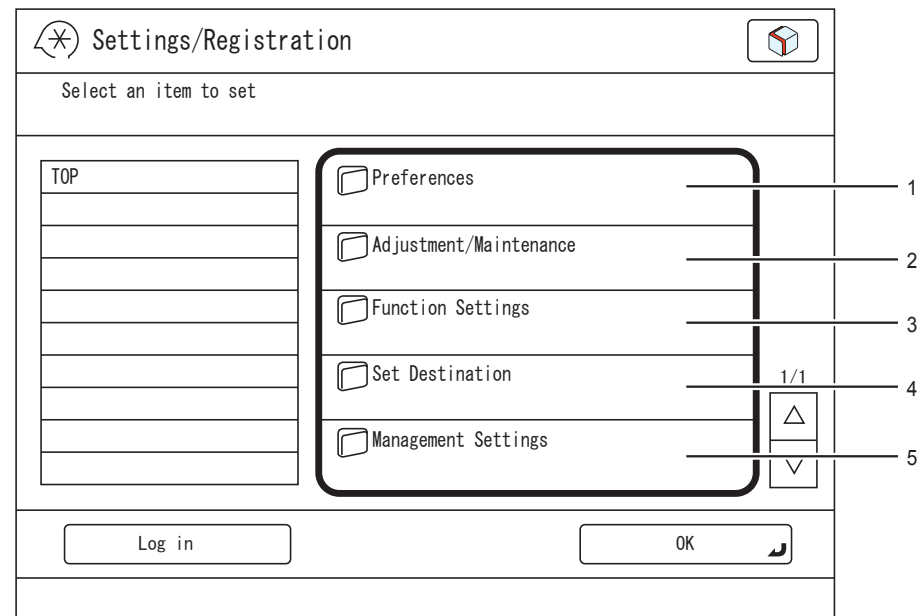 Settings/Registration
Select an item to set
TOP
Preferences
1
Adjustment/Maintenance
2
Function Settings
3
Set Destination
1/1
4
Management Settings
5
Log in
OK